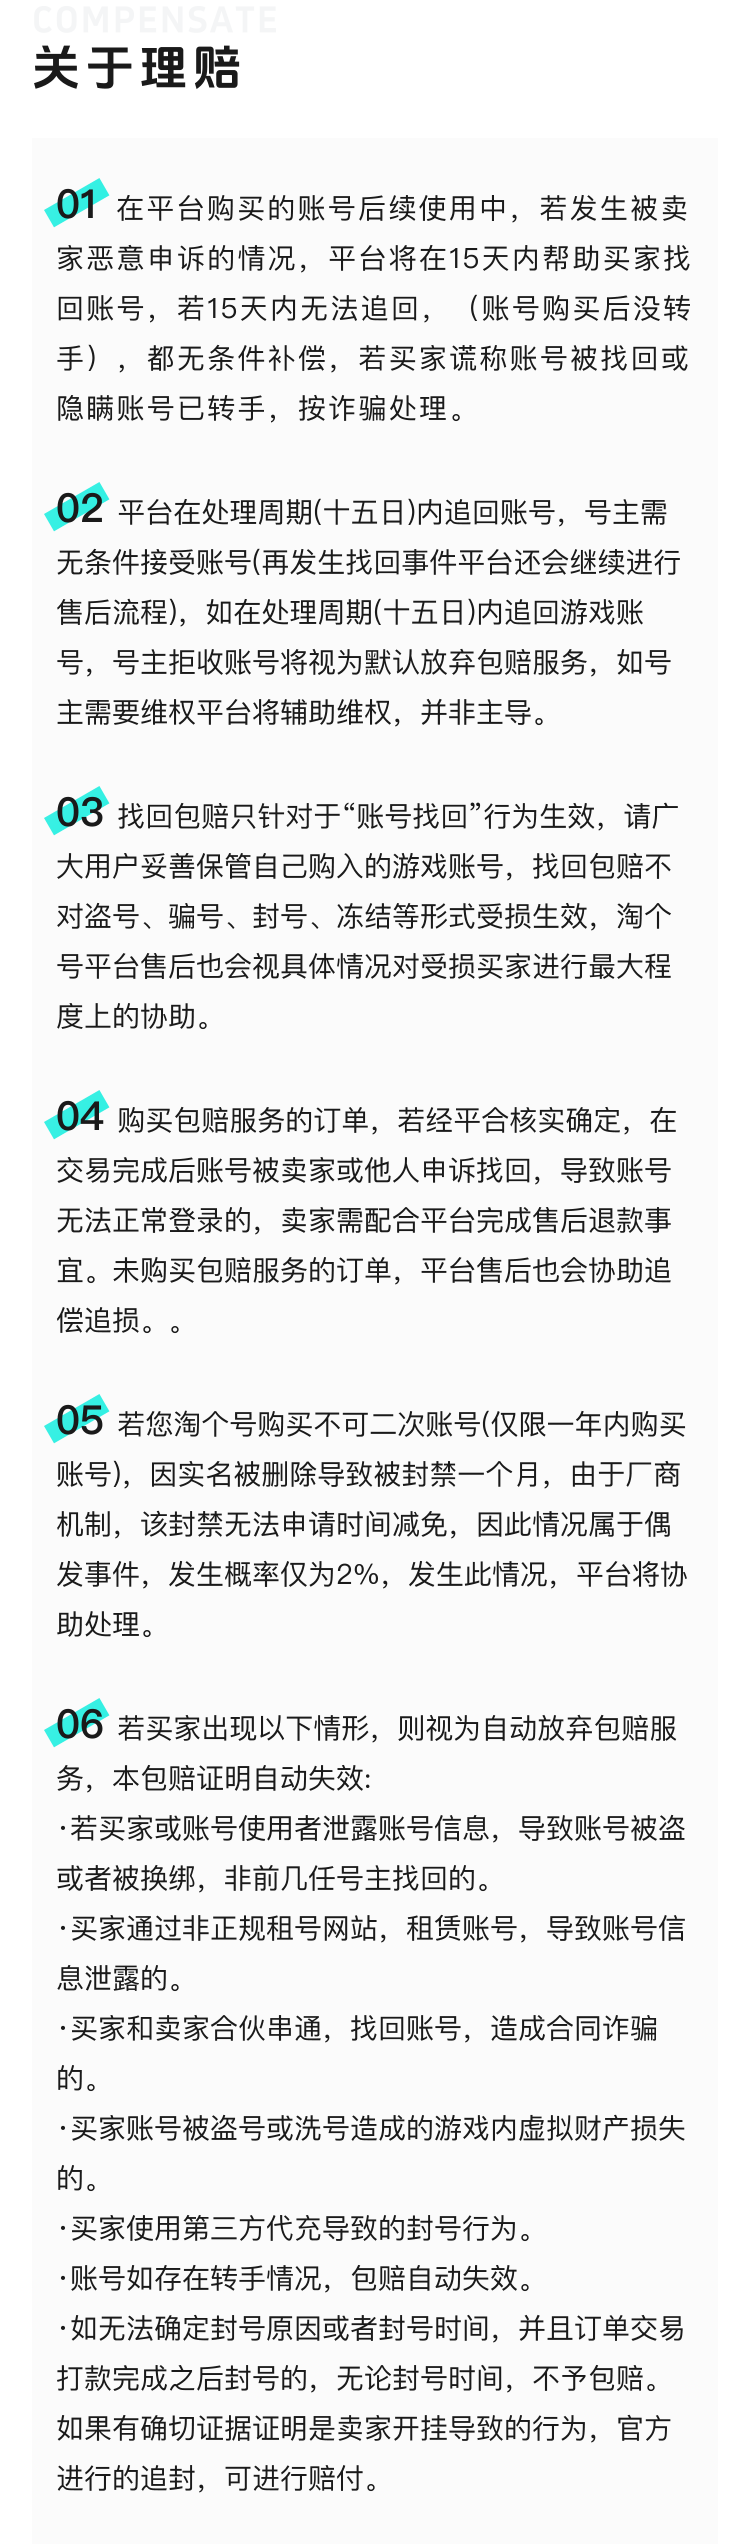 COMPENSATE
关于理赔
01 在平台购买的账号后续使用中，若发生被卖
家恶意申诉的情况，平台将在15天内帮助买家找
回账号，若15天内无法追回，（账号购买后没转
手），都无条件补偿，若买家谎称账号被找回或
隐瞒账号已转手，按诈骗处理。
02 平台在处理周期(十五日)内追回账号，号主需
无条件接受账号(再发生找回事件平台还会继续进行
售后流程)，如在处理周期(十五日)内追回游戏账
号，号主拒收账号将视为默认放弃包赔服务，如号
主需要维权平台将辅助维权，并非主导。
03 找回包赔只针对于“账号找回”行为生效，请广
大用户妥善保管自己购入的游戏账号，找回包赔不
对盗号、骗号、封号、冻结等形式受损生效，淘个
号平台售后也会视具体情况对受损买家进行最大程
度上的协助。
04 购买包赔服务的订单，若经平合核实确定，在
交易完成后账号被卖家或他人申诉找回，导致账号
无法正常登录的，卖家需配合平台完成售后退款事
宜。未购买包赔服务的订单，平台售后也会协助追
偿追损。。
05 若您淘个号购买不可二次账号(仅限一年内购买
账号)，因实名被删除导致被封禁一个月，由于厂商
机制，该封禁无法申请时间减免，因此情况属于偶
发事件，发生概率仅为2%，发生此情况，平台将协
助处理。
06 若买家出现以下情形，则视为自动放弃包赔服
务，本包赔证明自动失效:
·若买家或账号使用者泄露账号信息，导致账号被盗
或者被换绑，非前几任号主找回的。
·买家通过非正规租号网站，租赁账号，导致账号信
息泄露的。
·买家和卖家合伙串通，找回账号，造成合同诈骗
的。
·买家账号被盗号或洗号造成的游戏内虚拟财产损失
的。
·买家使用第三方代充导致的封号行为。
·账号如存在转手情况，包赔自动失效。
·如无法确定封号原因或者封号时间，并且订单交易
打款完成之后封号的，无论封号时间，不予包赔。
如果有确切证据证明是卖家开挂导致的行为，官方
进行的追封，可进行赔付。